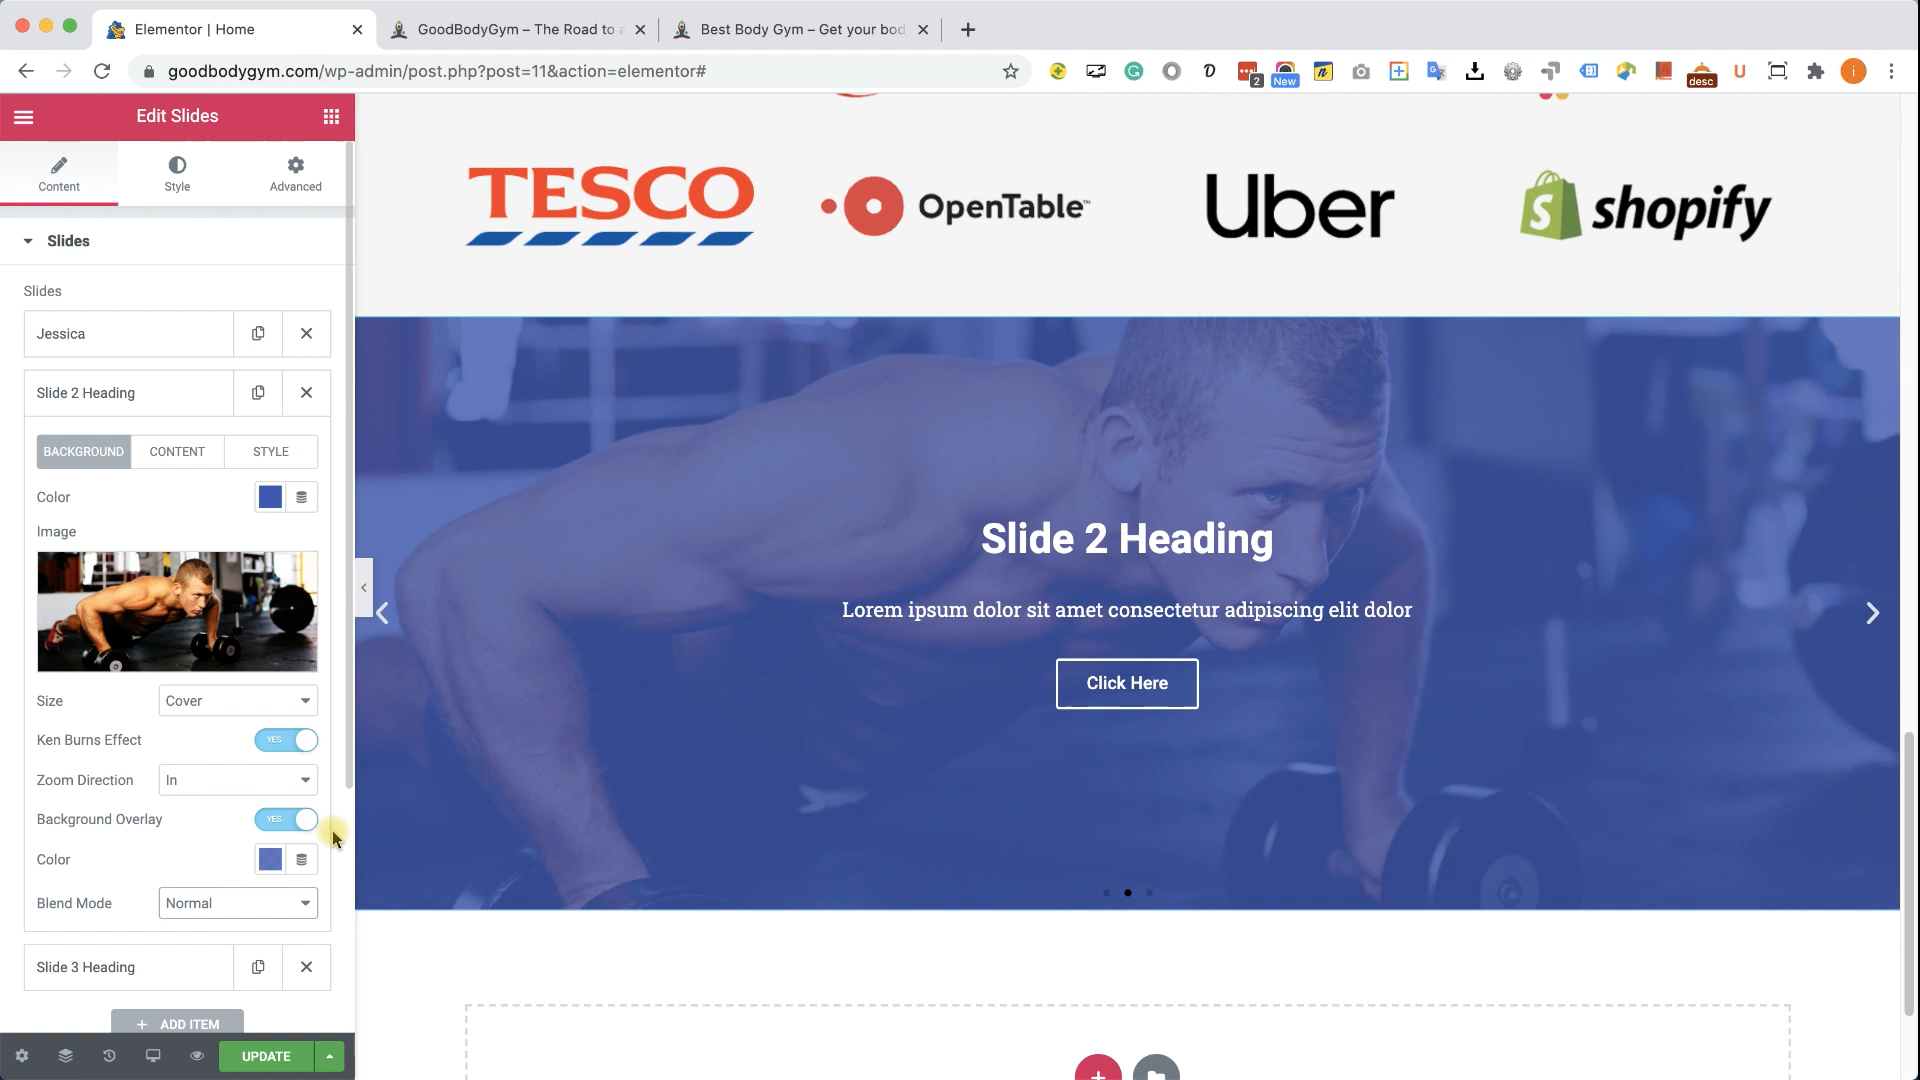 Elementor | Home
GoodBodyGym – The Road to a
Best Body Gym – Get your bod
goodbodygym.com/wp-admin/post.php?post=11&action=elementor#
2
New
desc
i
Edit Slides
Content
Style
Advanced
TESCO
OpenTable™
Uber
shopify
Slides
Slides
Jessica
Slide 2 Heading
BACKGROUND
CONTENT
STYLE
Color
Image
Size
Cover
Ken Burns Effect
YES
Zoom Direction
In
Background Overlay
YES
Color
Blend Mode
Normal
Slide 3 Heading
ADD ITEM
UPDATE
Slide 2 Heading
Lorem ipsum dolor sit amet consectetur adipiscing elit dolor
Click Here